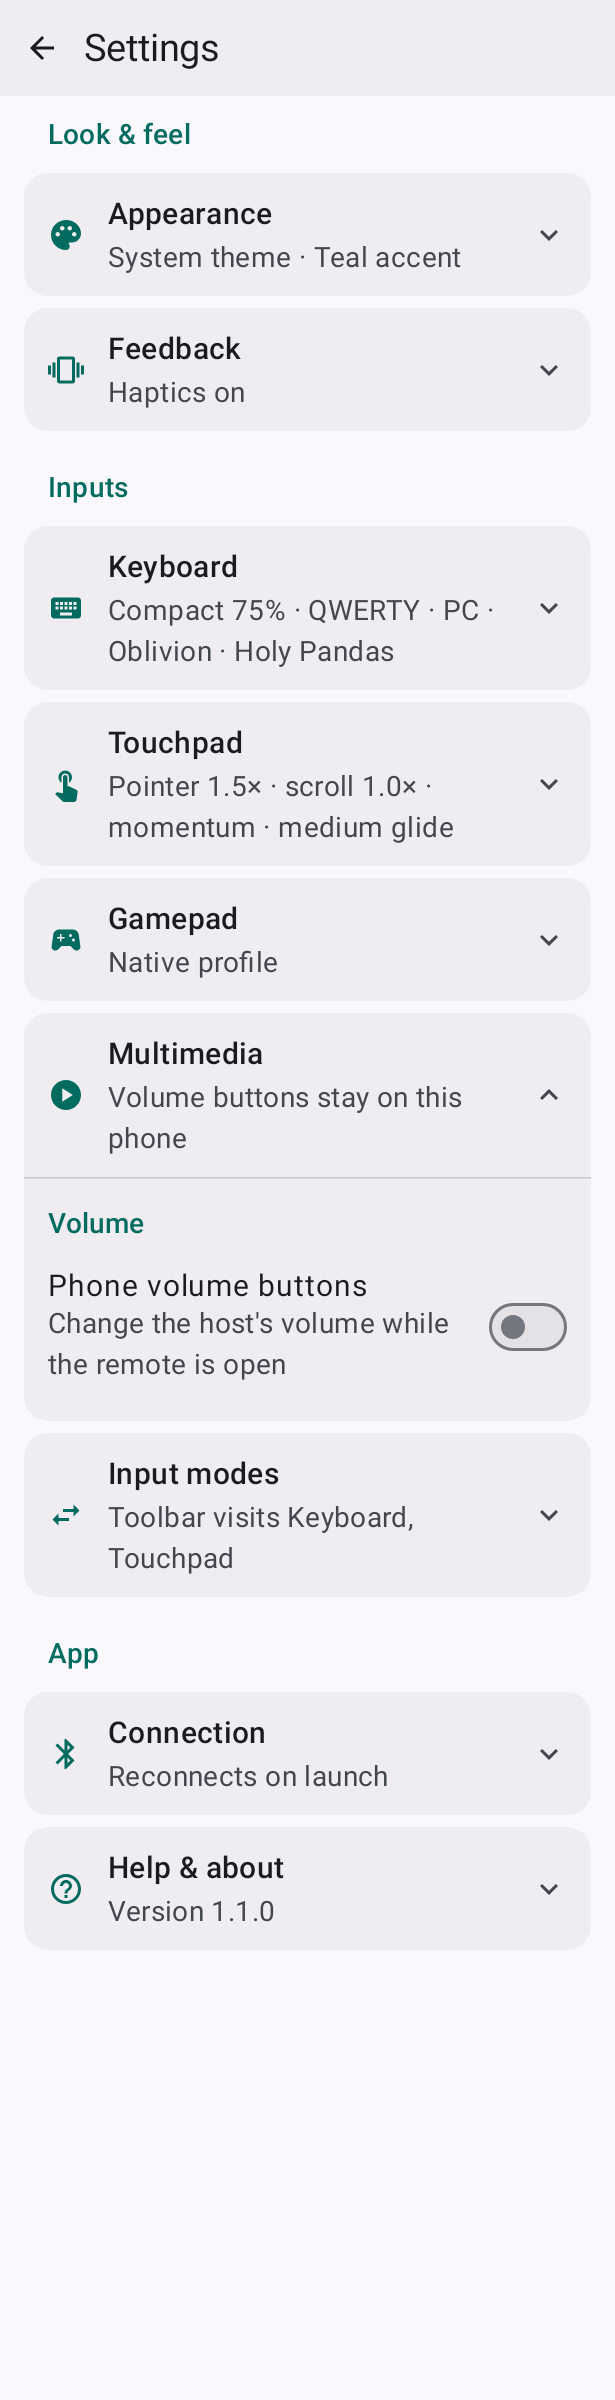 Settings
Look & feel
Appearance
System theme · Teal accent
Feedback
Haptics on
Inputs
Keyboard
Compact 75% · QWERTY · PC ·
Oblivion · Holy Pandas
Touchpad
Pointer 1.5× · scroll 1.0× ·
momentum · medium glide
Gamepad
Native profile
Multimedia
Volume buttons stay on this
phone
Volume
Phone volume buttons
Change the host's volume while
the remote is open
Input modes
Toolbar visits Keyboard,
Touchpad
App
Connection
Reconnects on launch
Help & about
Version 1.1.0